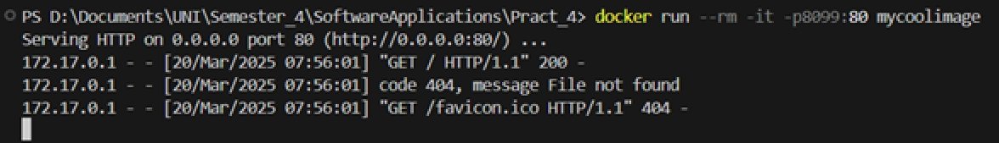 PS D:\Documents\UNI\Semester_4\SoftwareApplications\Pract_4> docker run --rm -it -p8099:80 mycoolimage
Serving HTTP on 0.0.0.0 port 80 (http://0.0.0.0:80/) ...
172.17.0.1 - - [20/Mar/2025 07:56:01] "GET / HTTP/1.1" 200 -
172.17.0.1 - - [20/Mar/2025 07:56:01] code 404, message File not found
172.17.0.1 - - [20/Mar/2025 07:56:01] "GET /favicon.ico HTTP/1.1" 404 -